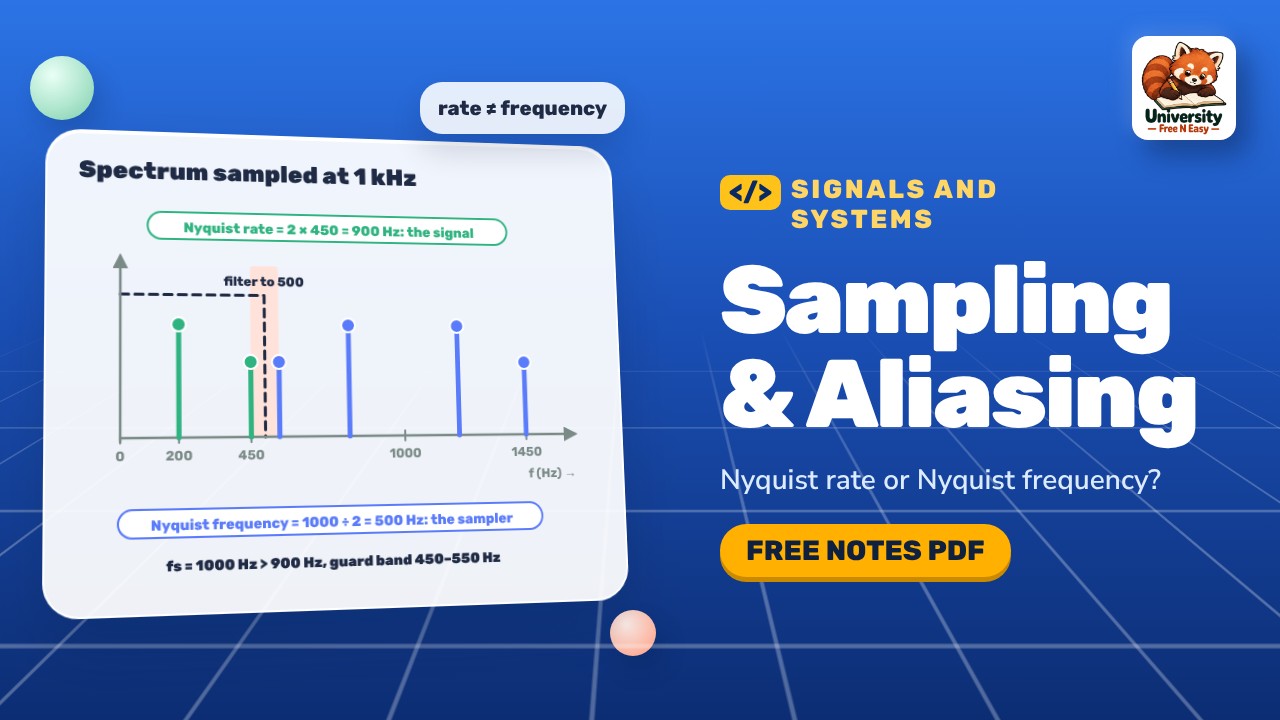 rate ≠ frequency
Spectrum sampled at 1 kHz
Nyquist rate = 2 × 450 = 900 Hz: the signal
filter to 500
0 200 450 1000 1450
f (Hz) →
Nyquist frequency = 1000 ÷ 2 = 500 Hz: the sampler
fs = 1000 Hz > 900 Hz, guard band 450–550 Hz
University
Free N Easy
</> SIGNALS AND
SYSTEMS
Sampling
& Aliasing
Nyquist rate or Nyquist frequency?
FREE NOTES PDF